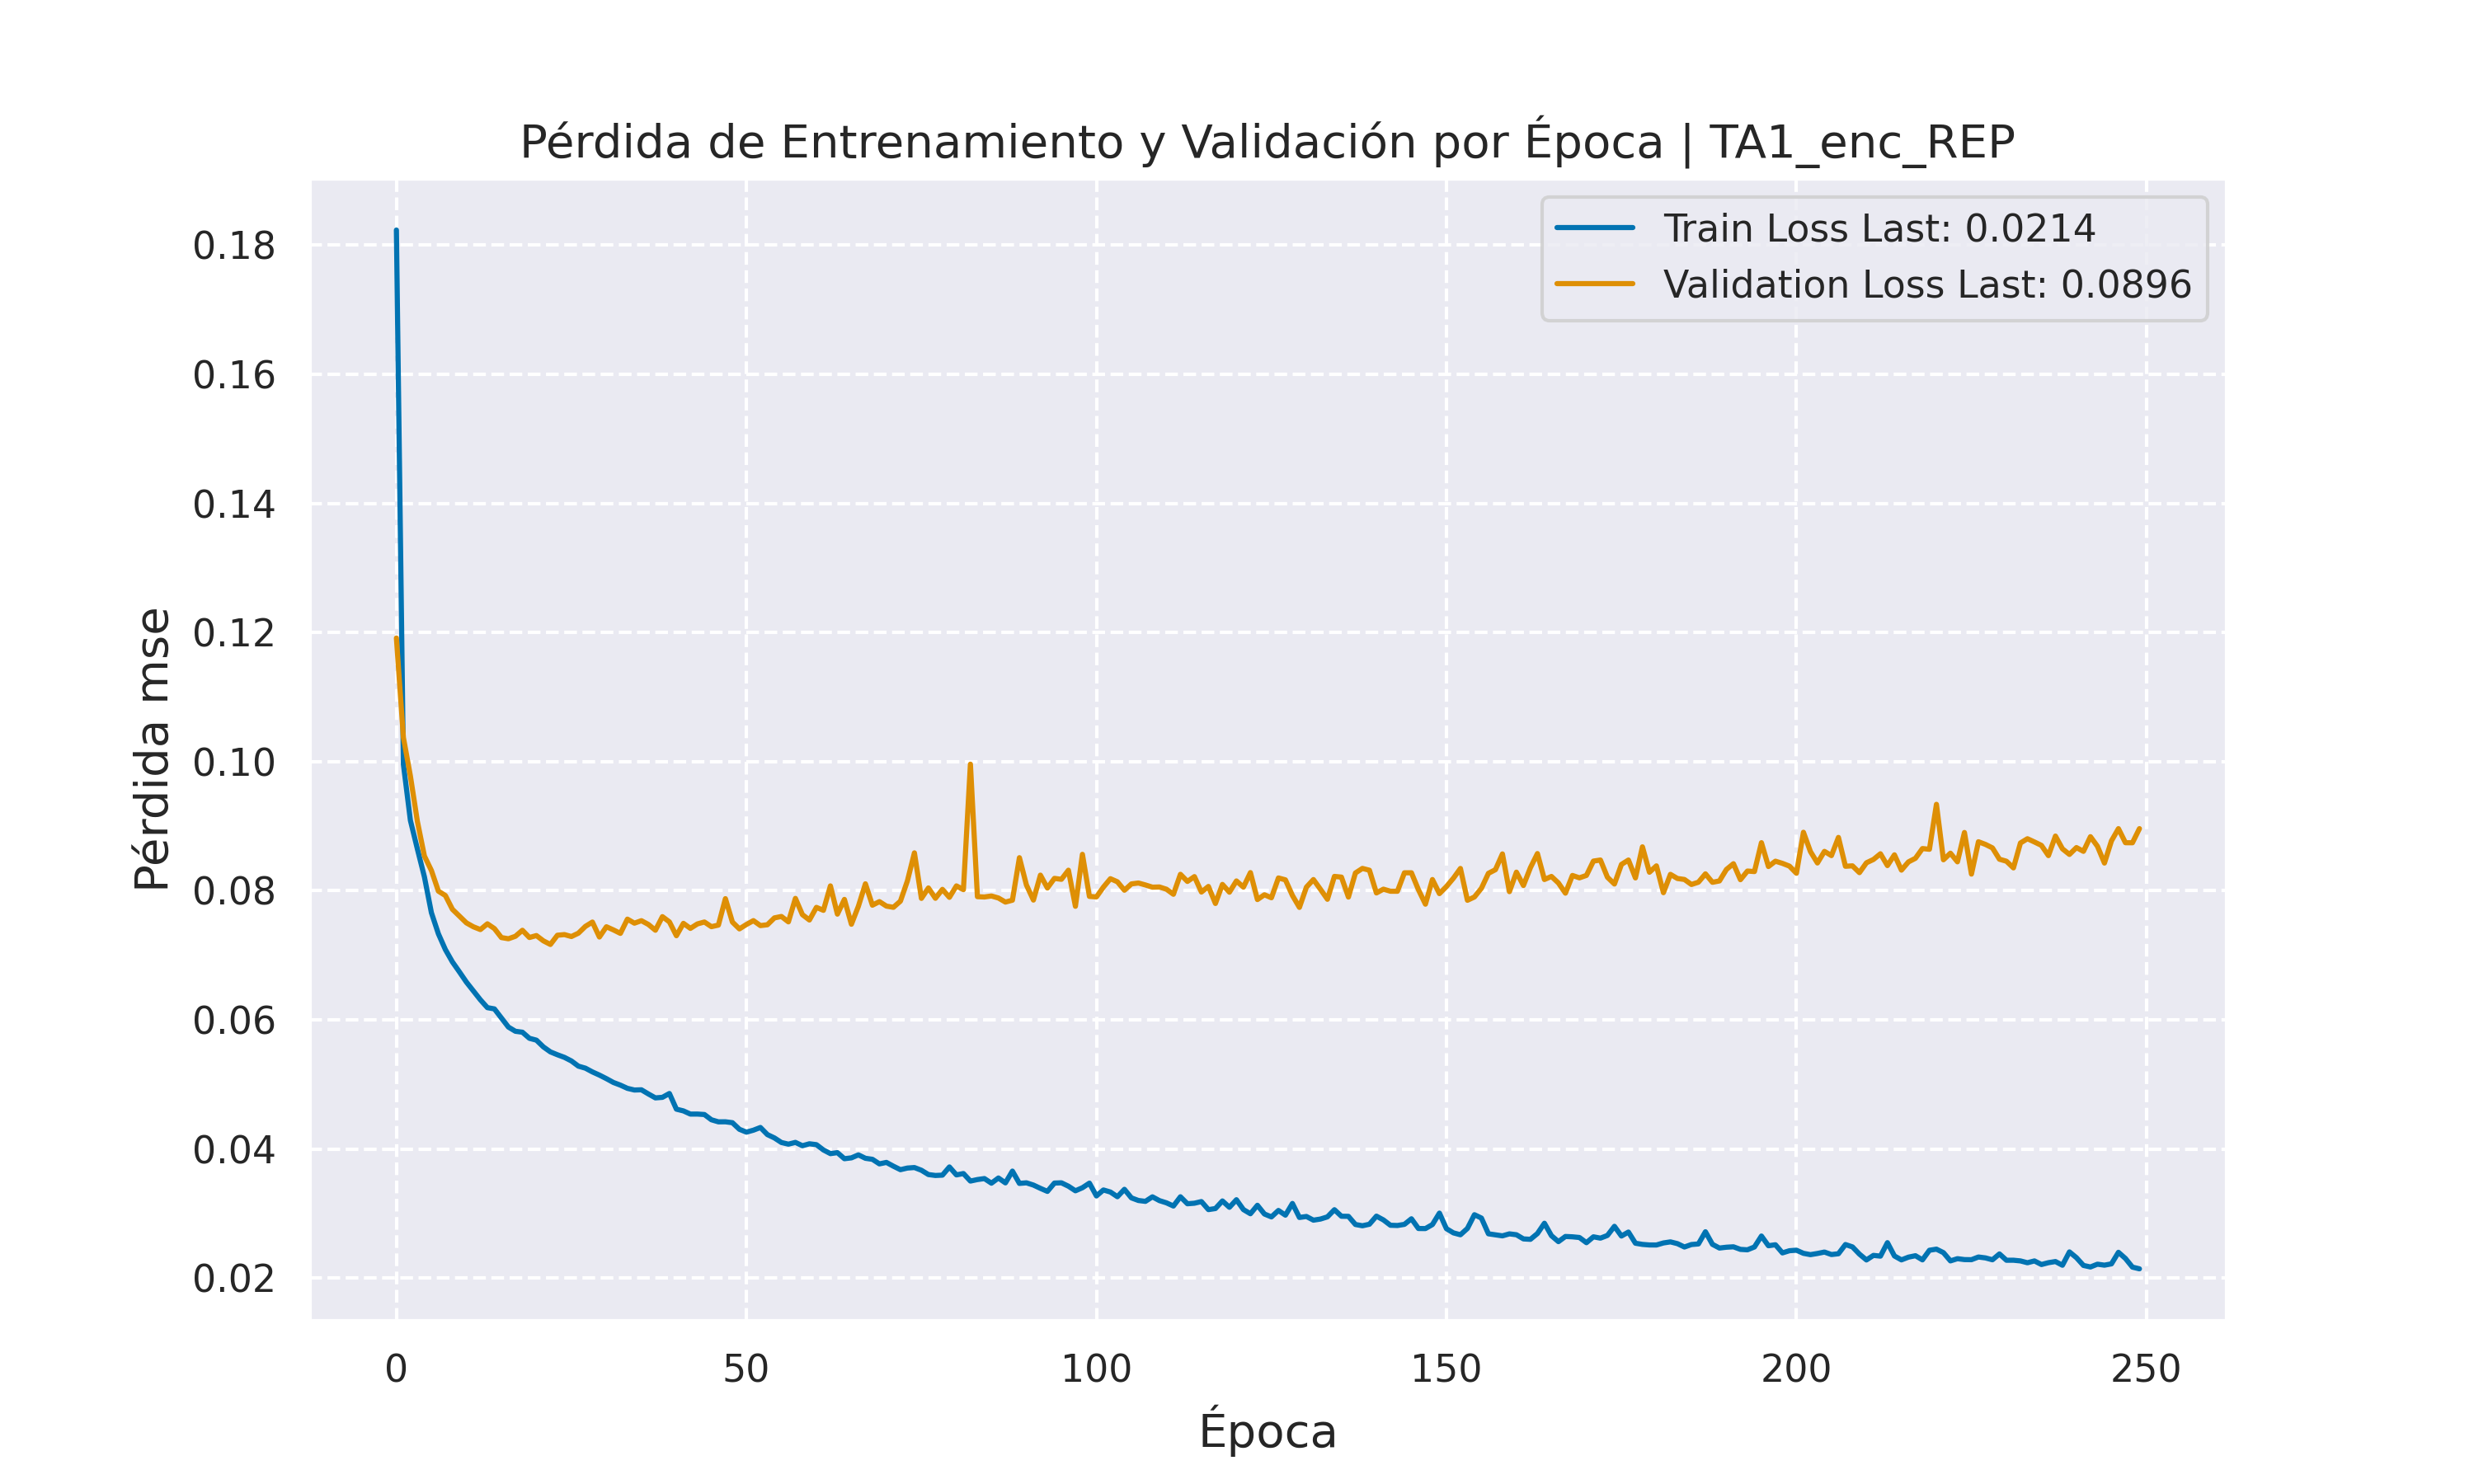 Pérdida de Entrenamiento y Validación por Época | TA1_enc_REP
Train Loss Last: 0.0214
Validation Loss Last: 0.0896
Pérdida mse
0.18
0.16
0.14
0.12
0.10
0.08
0.06
0.04
0.02
0 50 100 150 200 250
Época